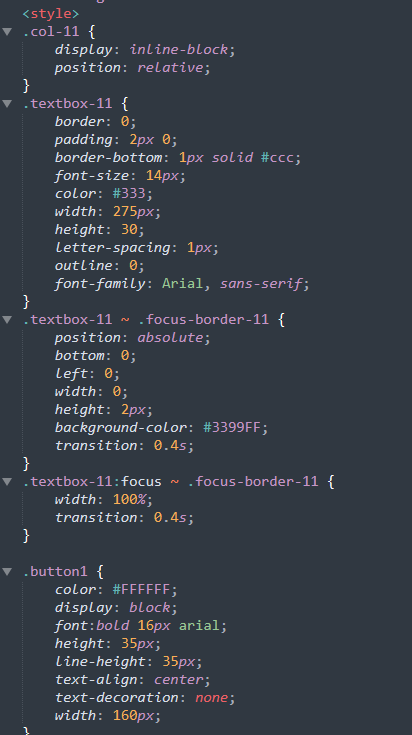 <style>
.col-11 {
display: inline-block;
position: relative;
}
.textbox-11 {
border: 0;
padding: 2px 0;
border-bottom: 1px solid #ccc;
font-size: 14px;
color: #333;
width: 275px;
height: 30;
letter-spacing: 1px;
outline: 0;
font-family: Arial, sans-serif;
}
.textbox-11 ~ .focus-border-11 {
position: absolute;
bottom: 0;
left: 0;
width: 0;
height: 2px;
background-color: #3399FF;
transition: 0.4s;
}
.textbox-11:focus ~ .focus-border-11 {
width: 100%;
transition: 0.4s;
}
.button1 {
color: #FFFFFF;
display: block;
font:bold 16px arial;
height: 35px;
line-height: 35px;
text-align: center;
text-decoration: none;
width: 160px;
}